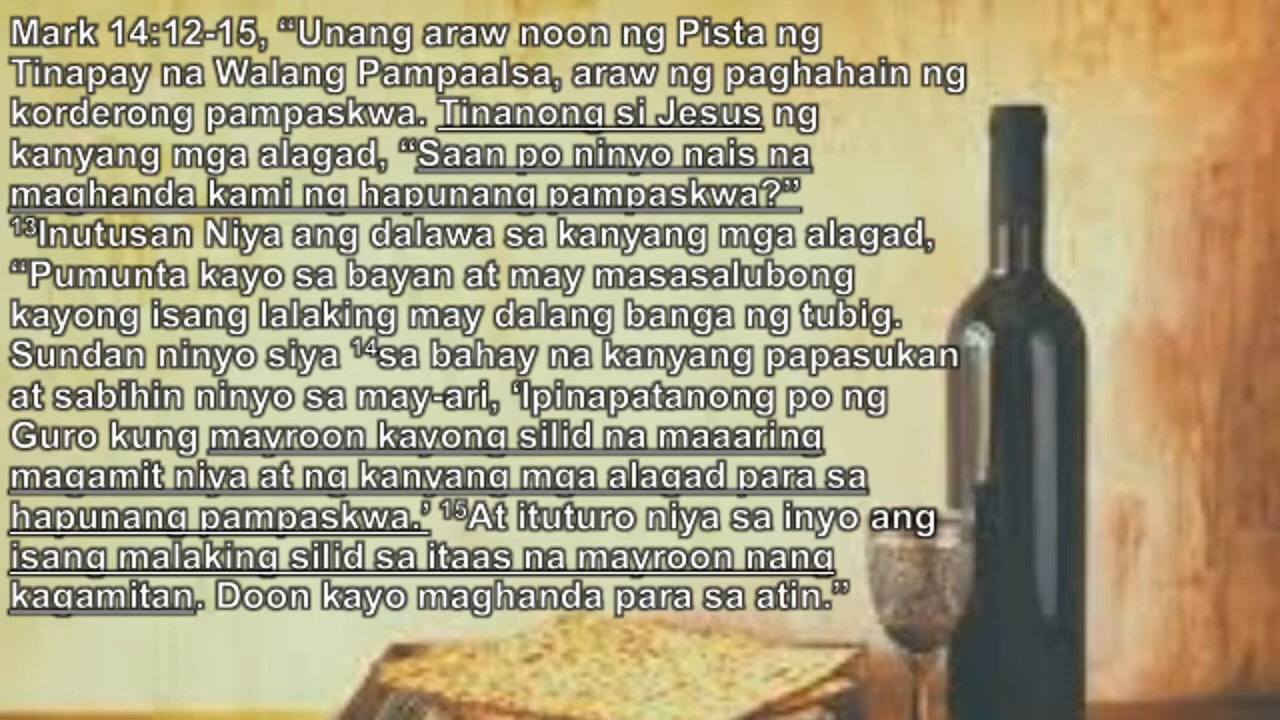 Mark 14:12-15, “Unang araw noon ng Pista ng
Tinapay na Walang Pampaalsa, araw ng paghahain ng
korderong pampaskwa. Tinanong si Jesus ng
kanyang mga alagad, “Saan po ninyo nais na
maghanda kami ng hapunang pampaskwa?”
¹³Inutusan Niya ang dalawa sa kanyang mga alagad,
“Pumunta kayo sa bayan at may masasalubong
kayong isang lalaking may dalang banga ng tubig.
Sundan ninyo siya ¹⁴sa bahay na kanyang papasukan
at sabihin ninyo sa may-ari, ‘Ipinapatanong po ng
Guro kung mayroon kayong silid na maaaring
magamit niya at ng kanyang mga alagad para sa
hapunang pampaskwa.’ ¹⁵At ituturo niya sa inyo ang
isang malaking silid sa itaas na mayroon nang
kagamitan. Doon kayo maghanda para sa atin.”